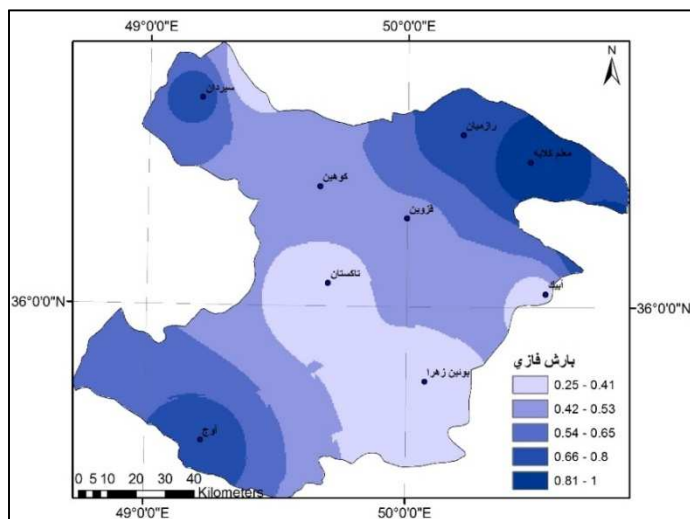 49°0'0"E
50°0'0"E
N
سیردان
رازمیان
معلم کلایه
کوهین
قزوین
تاکستان
آبیک
36°0'0"N
36°0'0"N
بوئین زهرا
آوج
بارش فازي
0.25 - 0.41
0.42 - 0.53
0.54 - 0.65
0.66 - 0.8
0.81 - 1
0 5 10 20 30 40
Kilometers
49°0'0"E
50°0'0"E